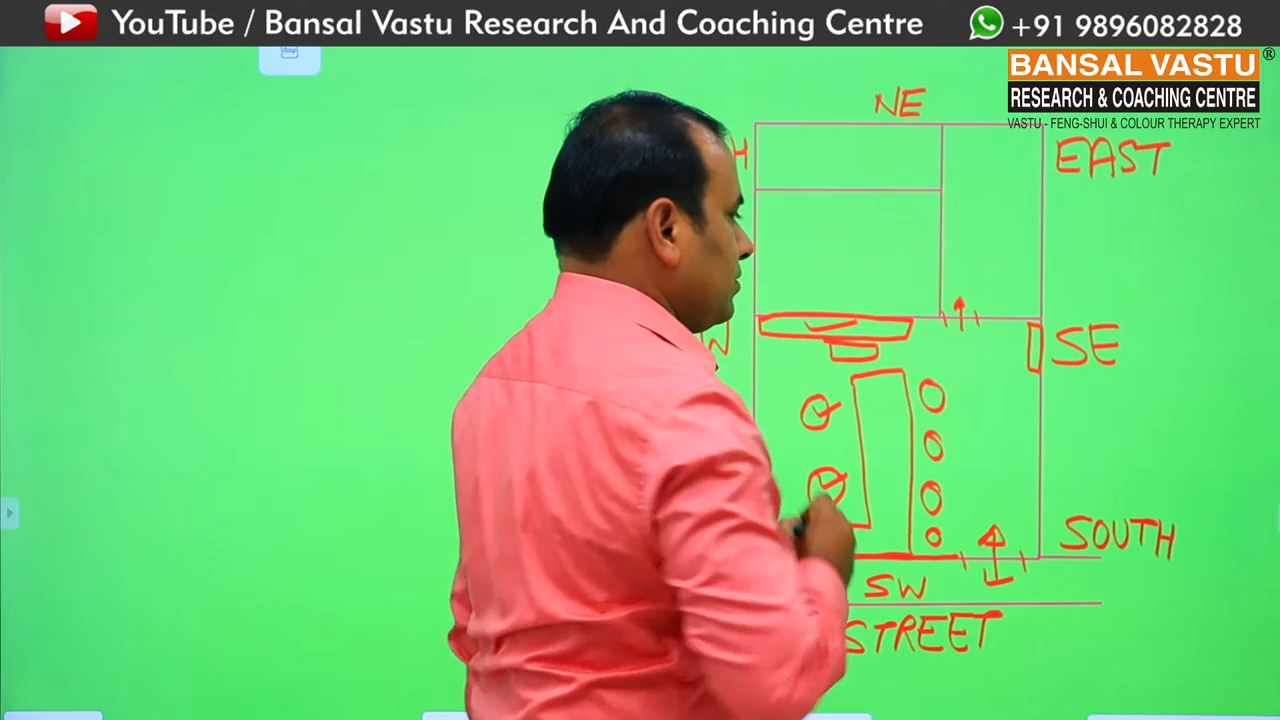 YouTube / Bansal Vastu Research And Coaching Centre +91 9896082828
BANSAL VASTU ®
RESEARCH & COACHING CENTRE
VASTU - FENG-SHUI & COLOUR THERAPY EXPERT
NE
H EAST
W SE
SOUTH
SW
STREET